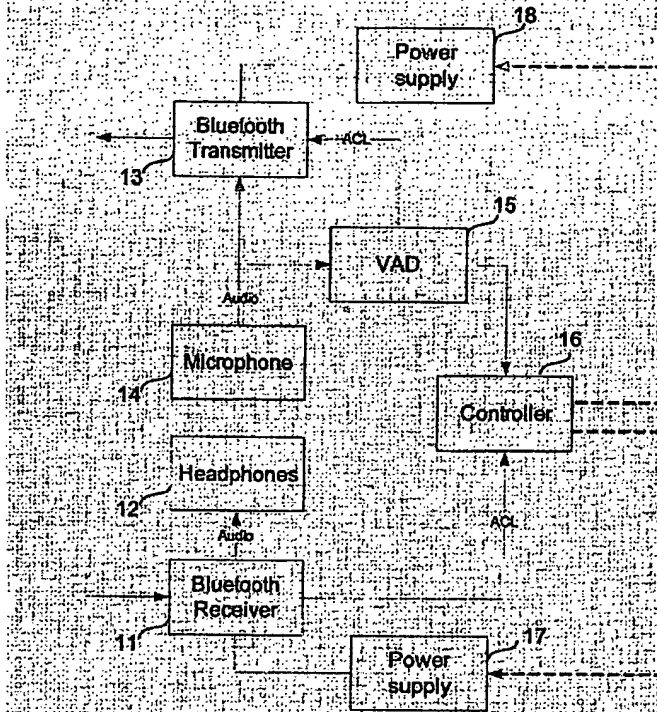 18
Power
supply
Bluetooth
Transmitter
13
ACL
15
VAD
Audio
16
Microphone
14
Controller
Headphones
12
ACL
Audio
Bluetooth
Receiver
11
17
Power
supply